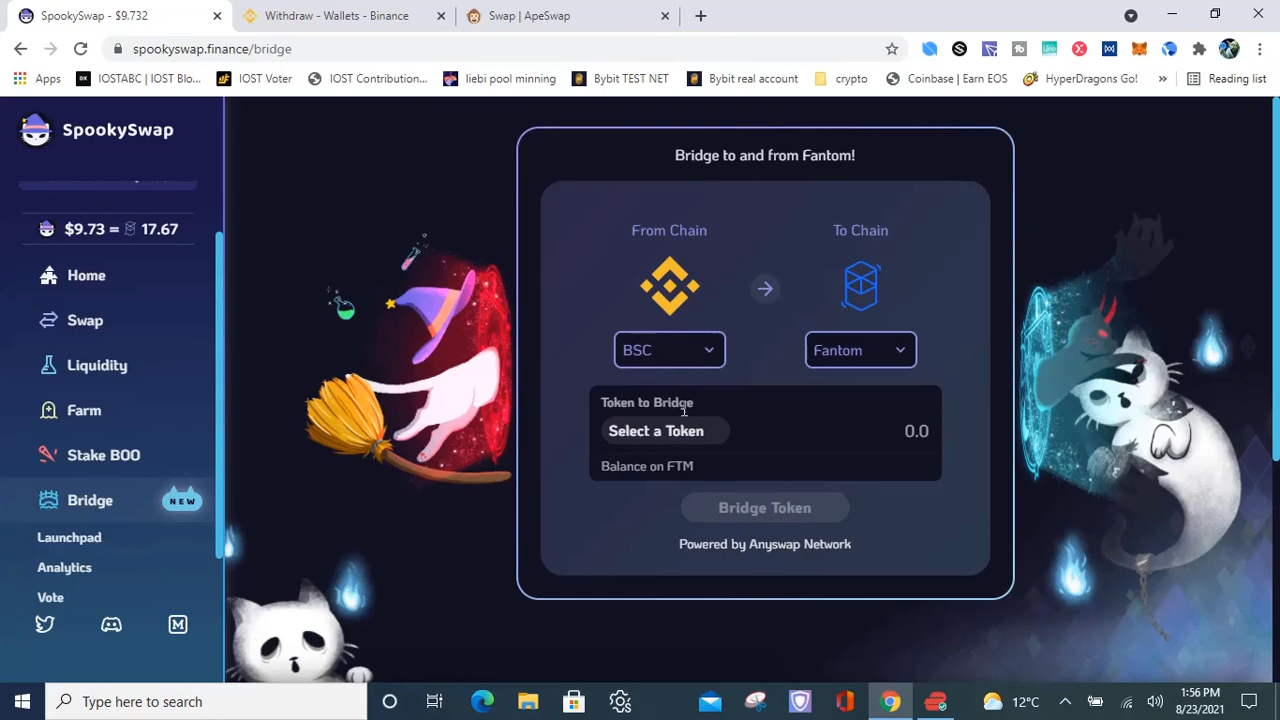 SpookySwap - $9.732
Withdraw - Wallets - Binance
Swap | ApeSwap
spookyswap.finance/bridge
Apps
IOSTABC | IOST Blo...
IOST Voter
IOST Contribution...
liebi pool minning
Bybit TEST NET
Bybit real account
crypto
Coinbase | Earn EOS
HyperDragons Go!
»
Reading list
SpookySwap
$9.73 = 17.67
Home
Swap
Liquidity
Farm
Stake BOO
Bridge
NEW
Launchpad
Analytics
Vote
Bridge to and from Fantom!
From Chain
To Chain
BSC
Fantom
Token to Bridge
Select a Token
0.0
Balance on FTM
Bridge Token
Powered by Anyswap Network
Type here to search
12°C
1:56 PM
8/23/2021